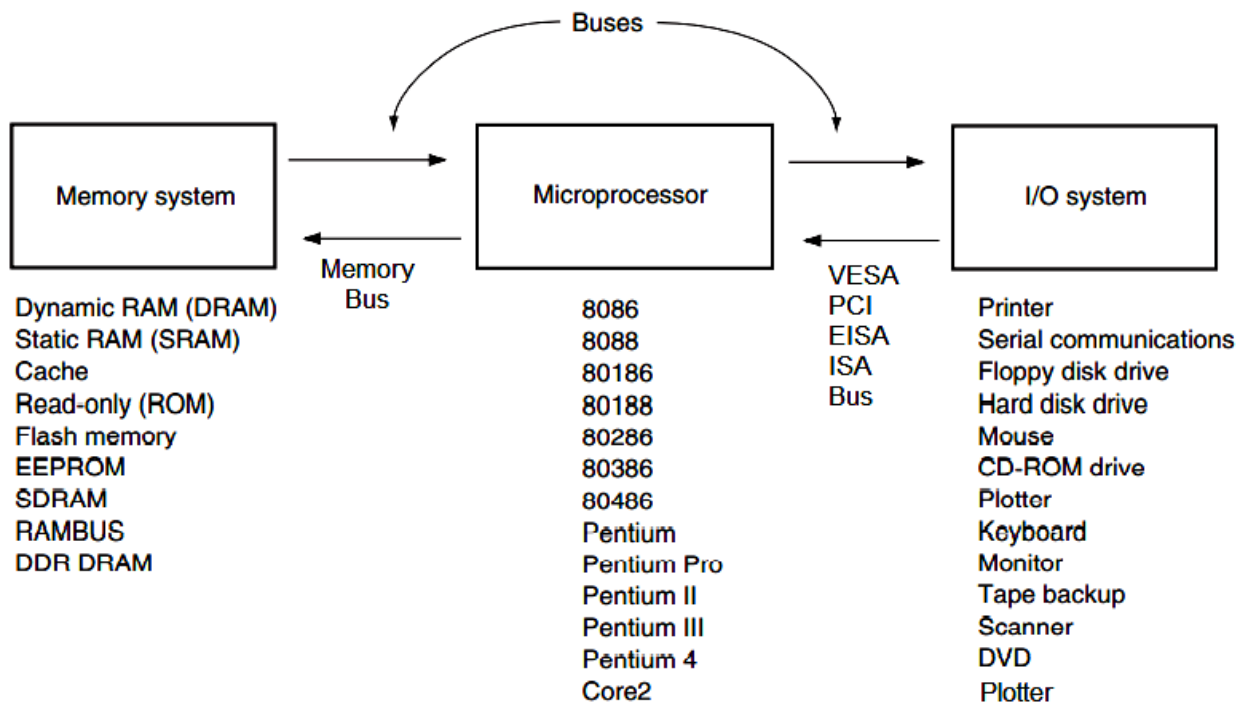 Buses
Memory system
Microprocessor
I/O system
Memory
Bus
VESA
PCI
EISA
ISA
Bus
Dynamic RAM (DRAM)
Static RAM (SRAM)
Cache
Read-only (ROM)
Flash memory
EEPROM
SDRAM
RAMBUS
DDR DRAM
8086
8088
80186
80188
80286
80386
80486
Pentium
Pentium Pro
Pentium II
Pentium III
Pentium 4
Core2
Printer
Serial communications
Floppy disk drive
Hard disk drive
Mouse
CD-ROM drive
Plotter
Keyboard
Monitor
Tape backup
Scanner
DVD
Plotter